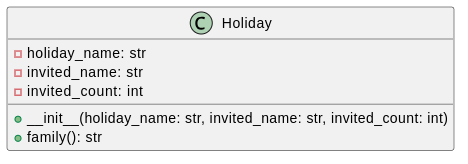 C Holiday
holiday_name: str
invited_name: str
invited_count: int
__init__(holiday_name: str, invited_name: str, invited_count: int)
family(): str